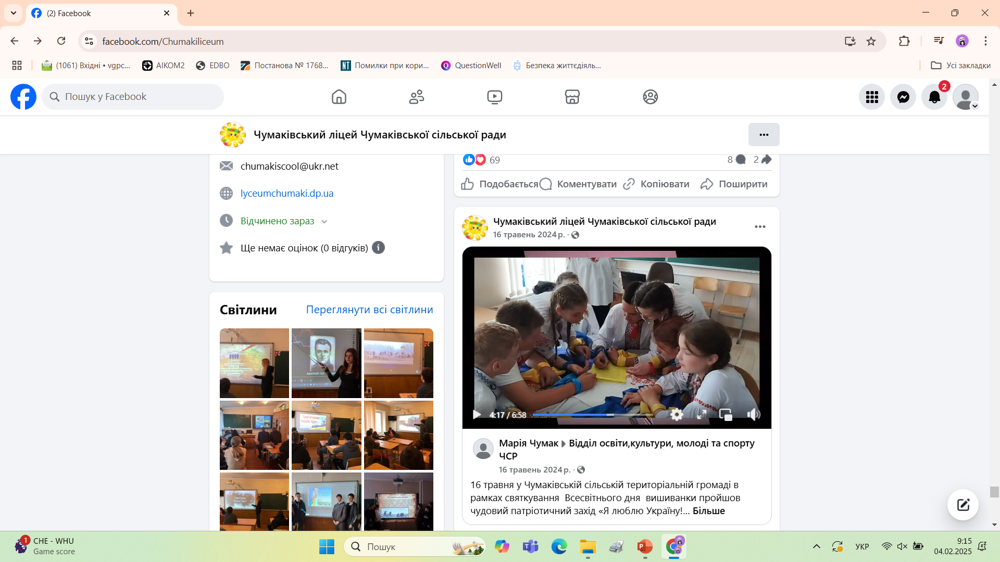 (2) Facebook
facebook.com/Chumakiliceum
(1061) Вхідні • vgpc...
AIKOM2
EDBO
Постанова № 1768...
Помилки при кори...
QuestionWell
Безпека життєдіяль...
Усі закладки
Пошук у Facebook
2
Чумаківський ліцей Чумаківської сільської ради
chumakiscool@ukr.net
lyceumchumaki.dp.ua
Відчинено зараз
Ще немає оцінок (0 відгуків)
Світлини
Переглянути всі світлини
69
8
2
Подобається
Коментувати
Копіювати
Поширити
Чумаківський ліцей Чумаківської сільської ради
16 травень 2024 р. ·
4:17 / 6:58
Марія Чумак
Відділ освіти,культури, молоді та спорту
ЧСР
16 травень 2024 р. ·
16 травня у Чумаківській сільській територіальній громаді в
рамках святкування Всесвітнього дня вишиванки пройшов
чудовий патріотичний захід «Я люблю Україну!... Більше
1
CHE - WHU
Game score
Пошук
УКР
9:15
04.02.2025